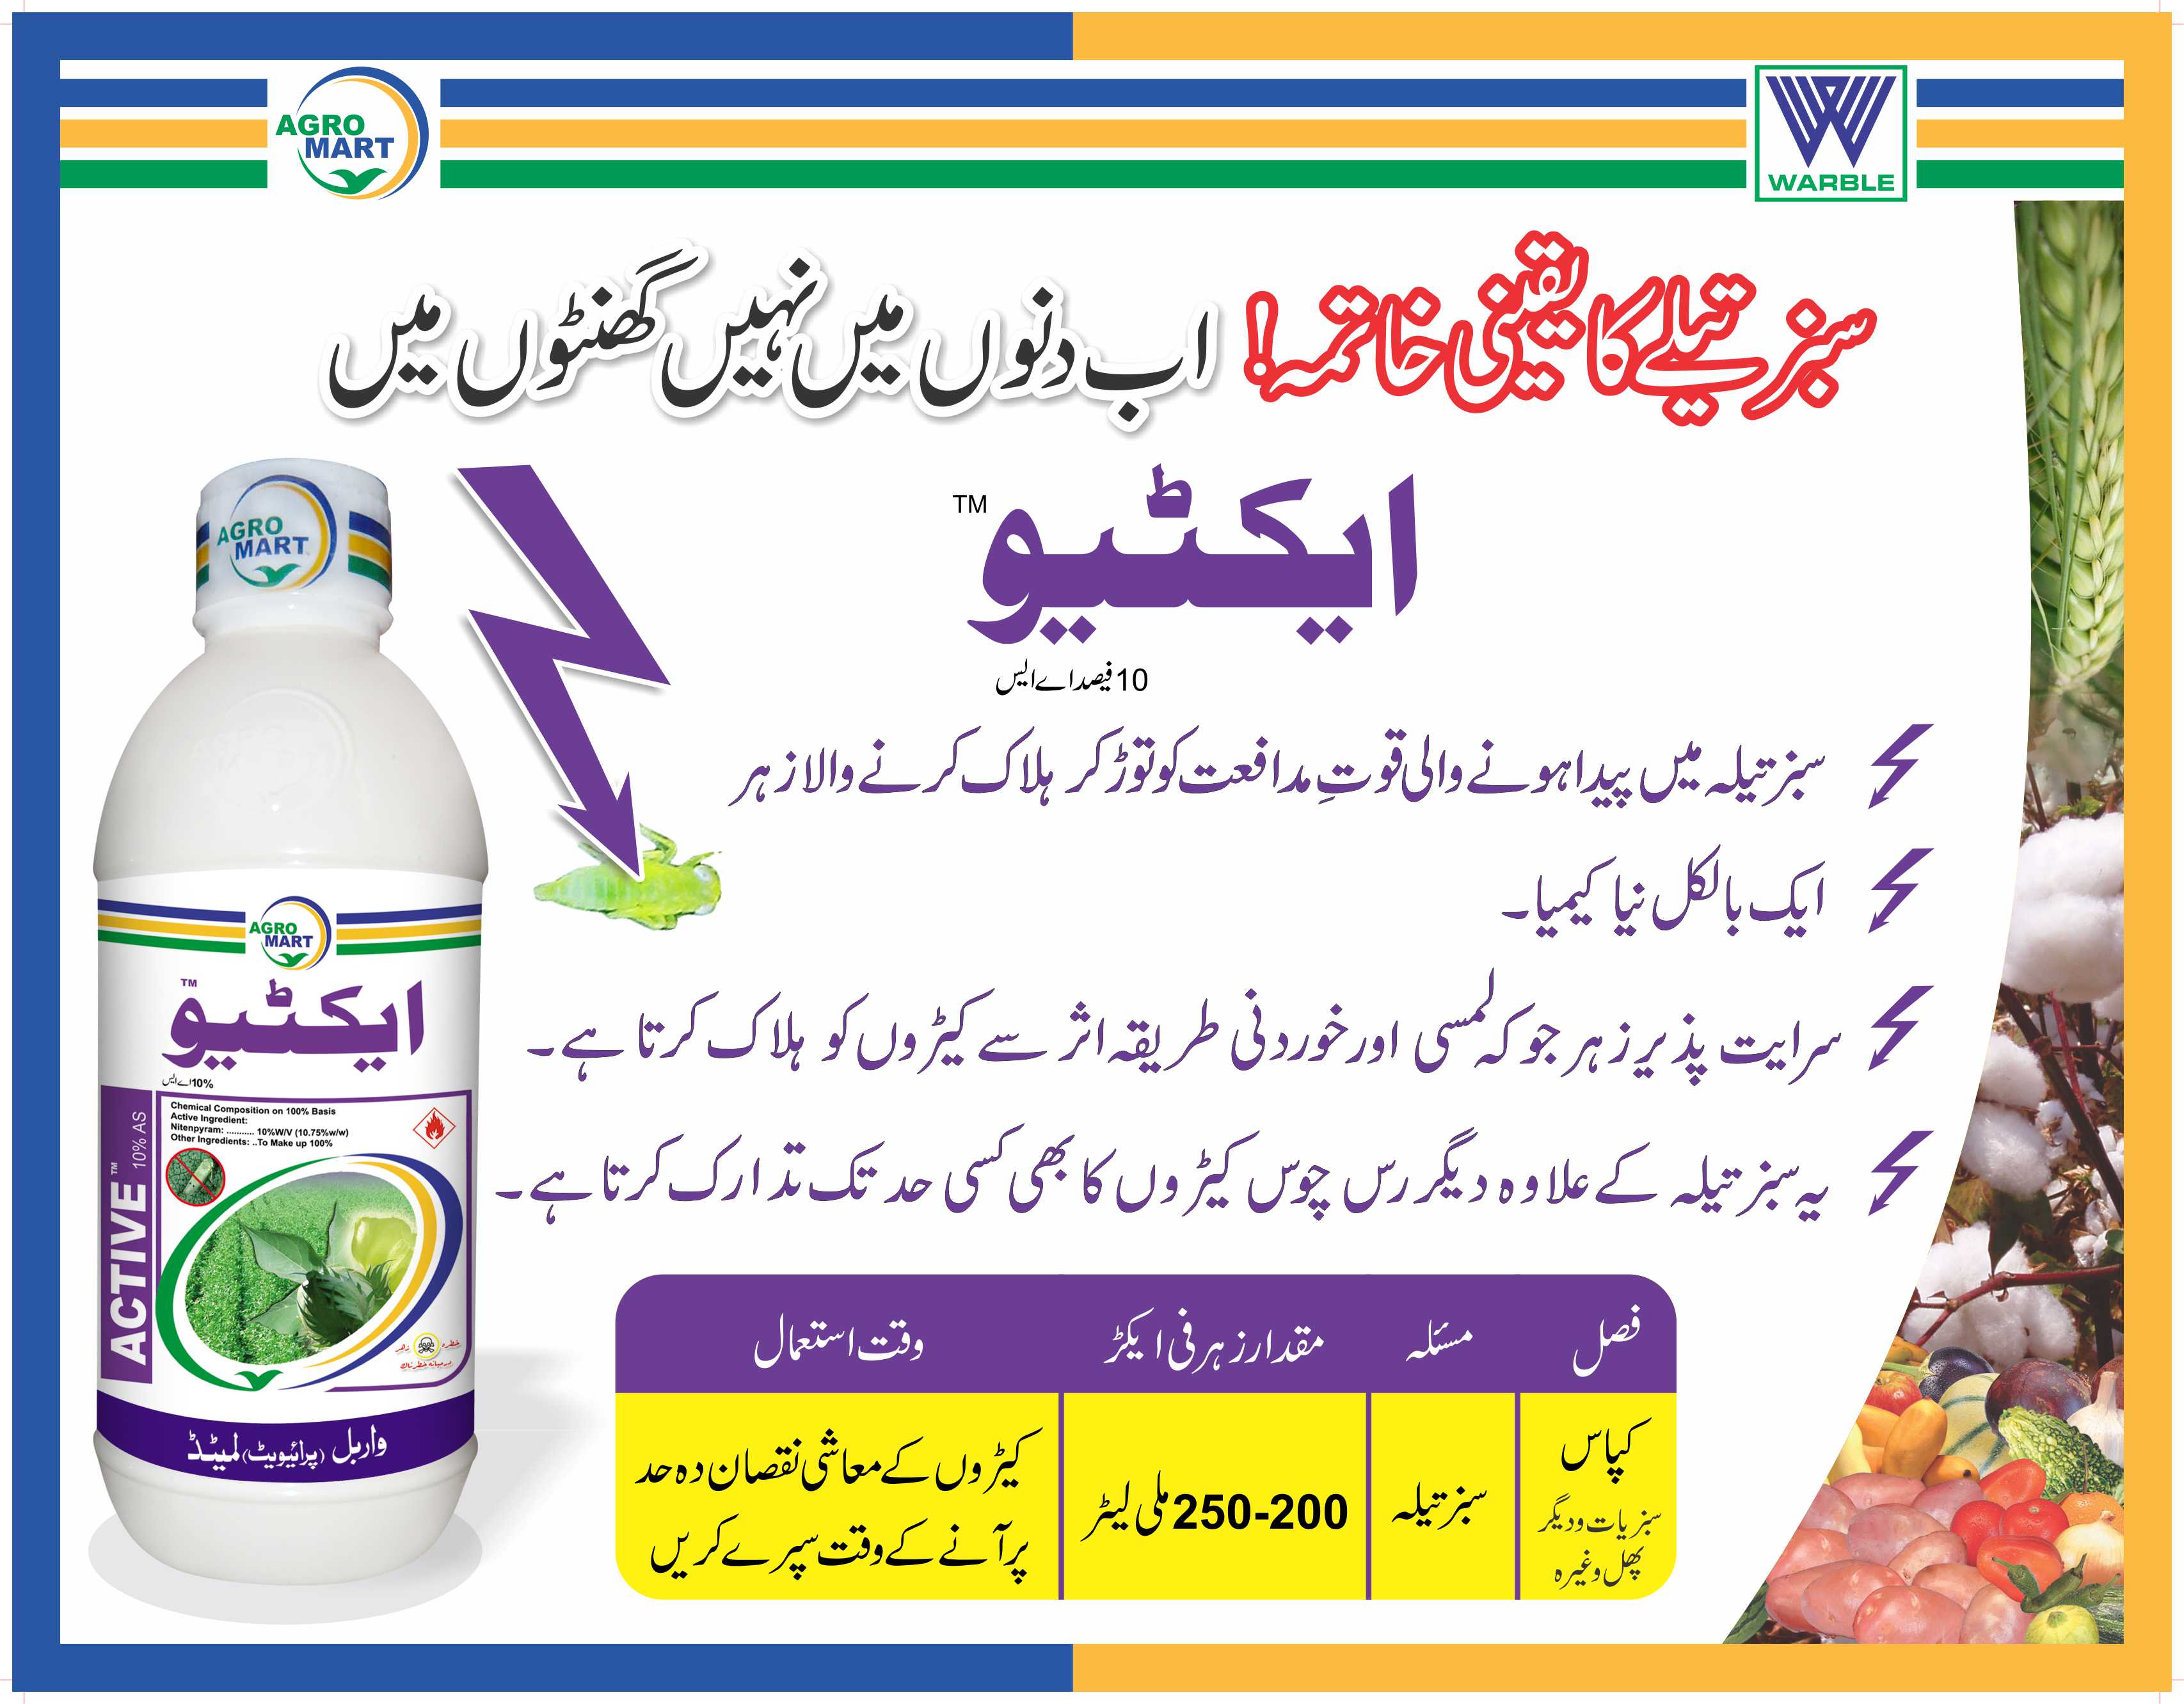 AGRO
MART
WARBLE
سبز تیلے کا یقینی خاتمہ! اب دنوں میں نہیں گھنٹوں میں
ایکٹیو™
10 فیصد اے ایس
سبز تیلہ میں پیدا ہونے والی قوتِ مدافعت کو توڑ کر ہلاک کرنے والا زہر
ایک بالکل نیا کیمیا۔
سرایت پذیر زہر جو کہ لمسی اور خوردنی طریقہ اثر سے کیڑوں کو ہلاک کرتا ہے۔
یہ سبز تیلہ کے علاوہ دیگر رس چوس کیڑوں کا بھی کسی حد تک تدارک کرتا ہے۔
فصل مسئلہ مقدار زہر فی ایکڑ وقت استعمال
کپاس
سبزیات و دیگر
پھل وغیرہ
سبز تیلہ
200-250 ملی لیٹر
کیڑوں کے معاشی نقصان دہ حد
پر آنے کے وقت سپرے کریں
AGRO
MART
AGRO
MART
ایکٹیو™
10% اے ایس
Chemical Composition on 100% Basis
Active Ingredient:
Nitenpyram: ........... 10%W/V (10.75%w/w)
Other Ingredients: ..To Make up 100%
ACTIVE™ 10% AS
خطرہ زہر
درمیانہ خطرناک
واربل (پرائیویٹ) لمیٹڈ